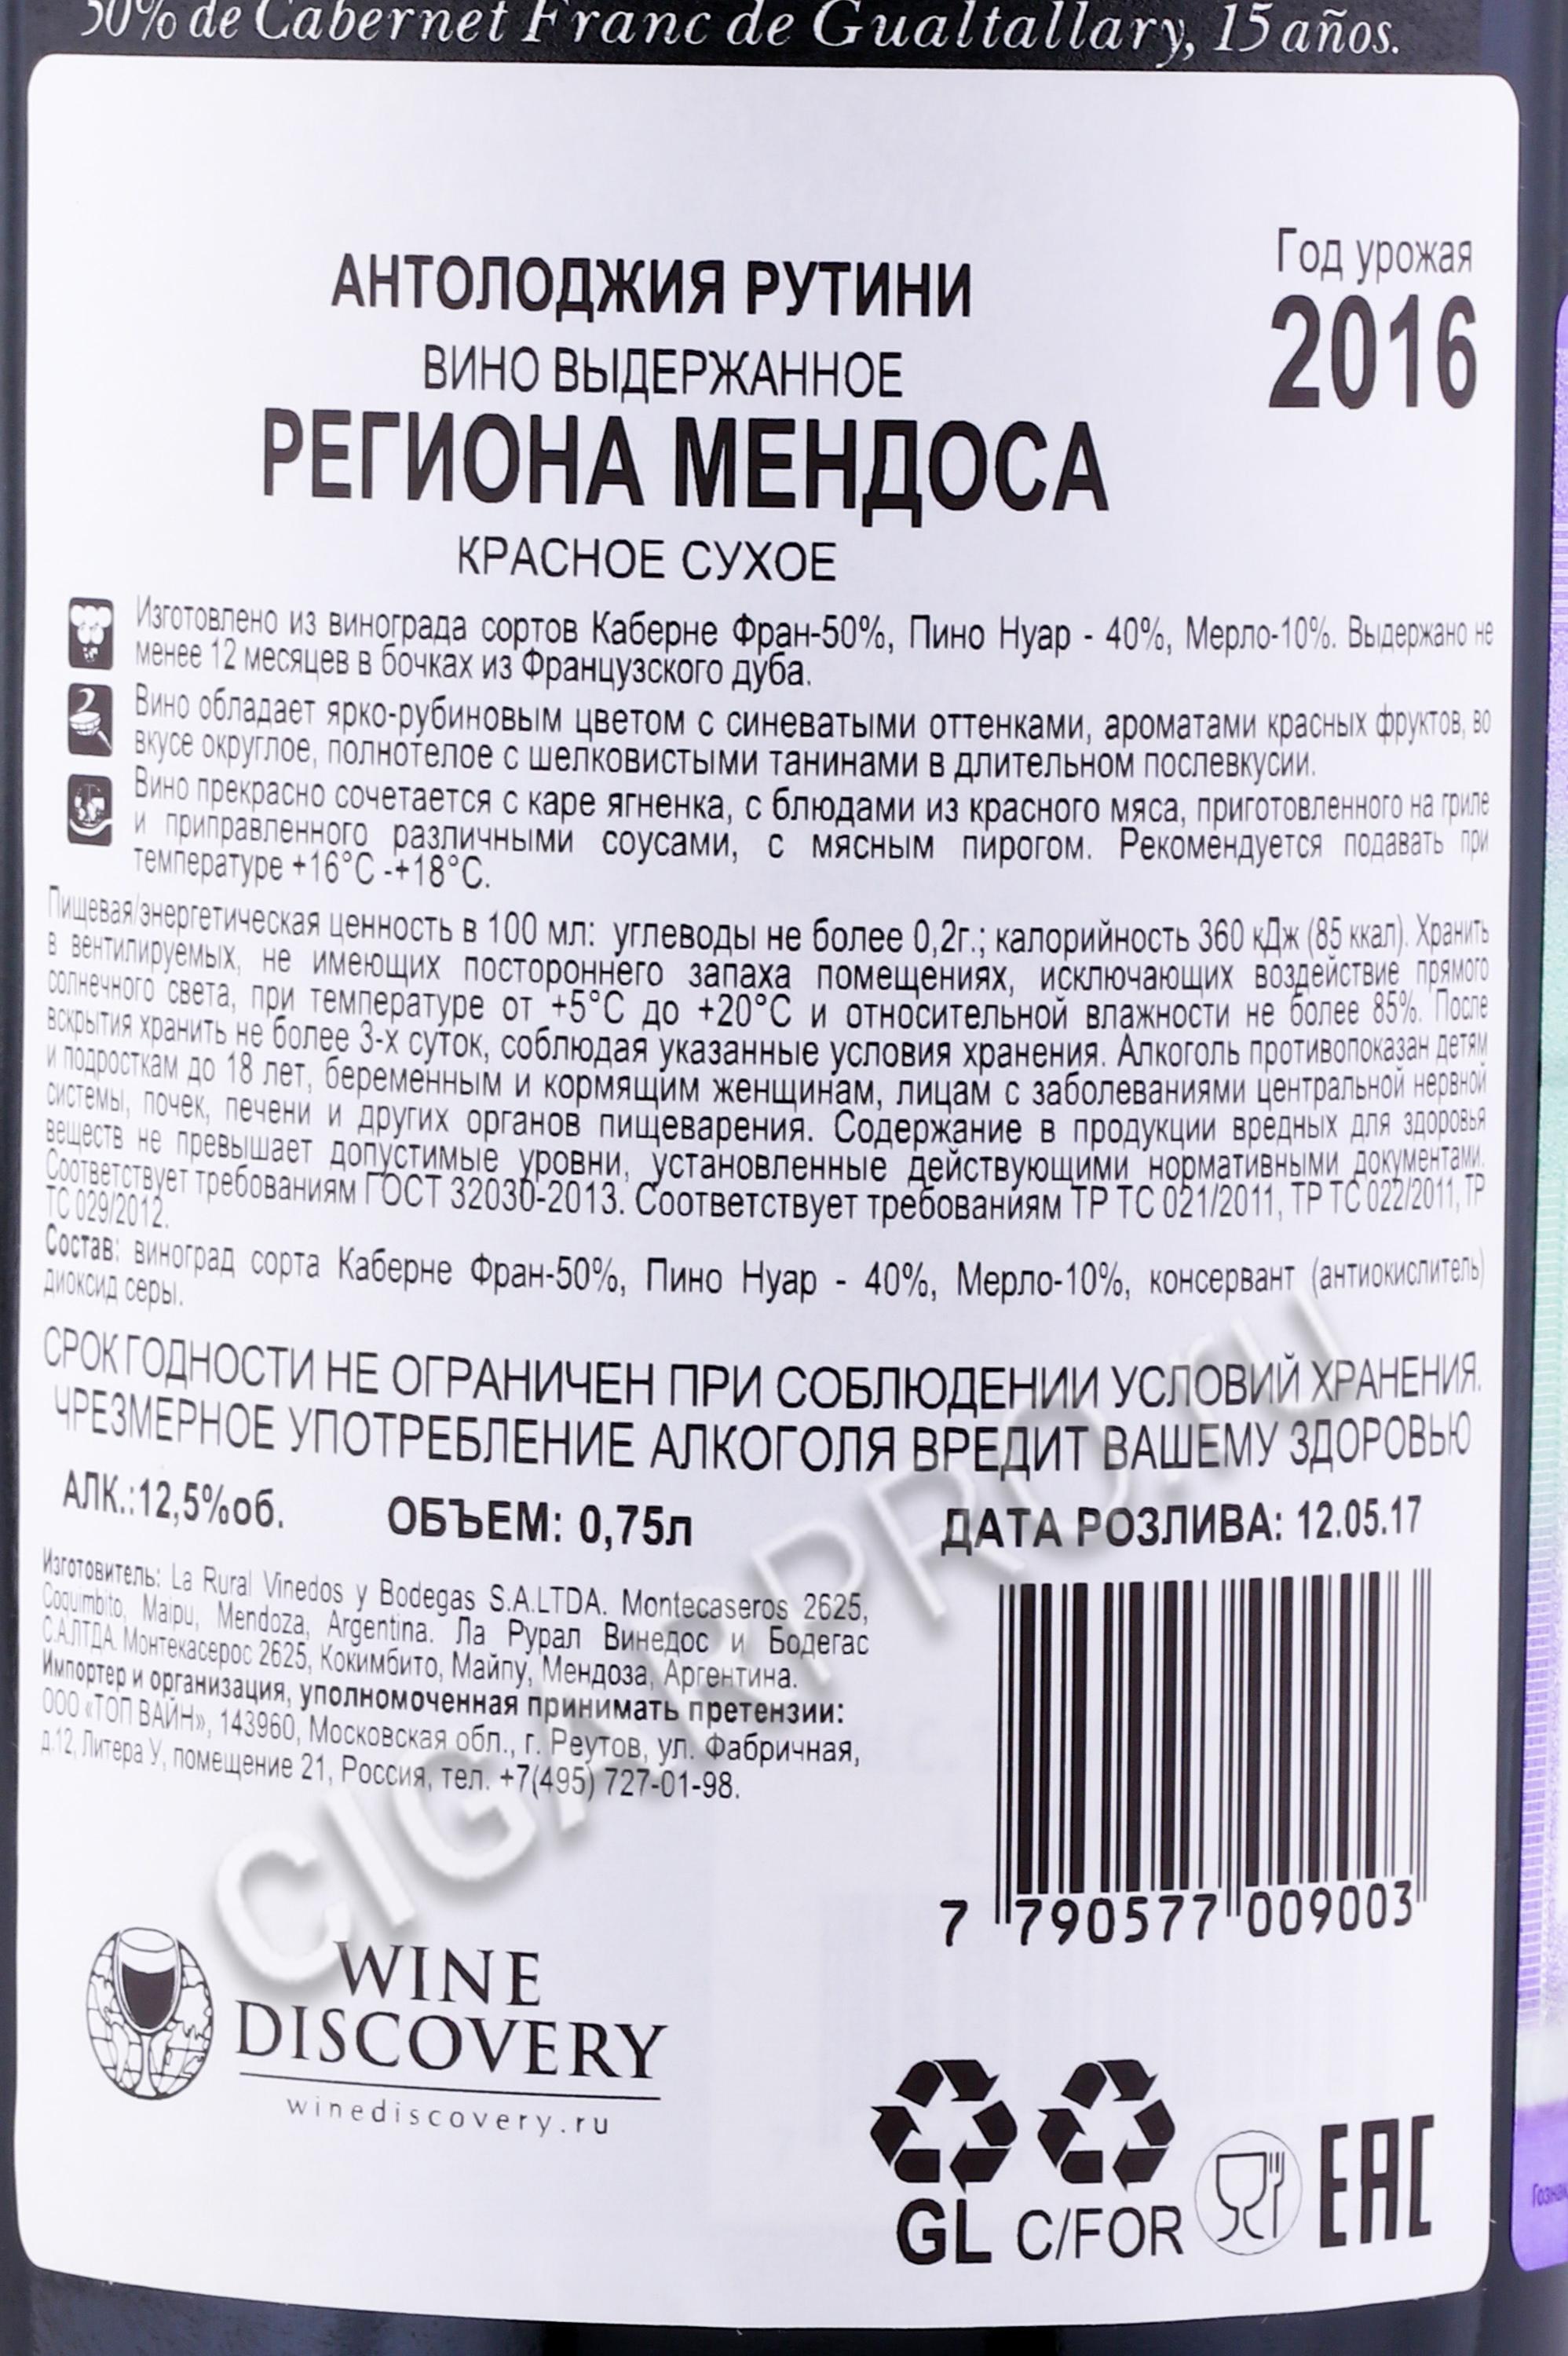 50% de Cabernet Franc de Gualtallary, 15 años.
Год урожая
2016
АНТОЛОДЖИЯ РУТИНИ
ВИНО ВЫДЕРЖАННОЕ
РЕГИОНА МЕНДОСА
КРАСНОЕ СУХОЕ
Изготовлено из винограда сортов Каберне Фран-50%, Пино Нуар - 40%, Мерло-10%. Выдержано не
менее 12 месяцев в бочках из Французского дуба.
Вино обладает ярко-рубиновым цветом с синеватыми оттенками, ароматами красных фруктов, во
вкусе округлое, полнотелое с шелковистыми танинами в длительном послевкусии.
Вино прекрасно сочетается с каре ягненка, с блюдами из красного мяса, приготовленного на гриле
и приправленного различными соусами, с мясным пирогом. Рекомендуется подавать при
температуре +16°C -+18°C.
Пищевая/энергетическая ценность в 100 мл: углеводы не более 0,2г.; калорийность 360 кДж (85 ккал). Хранить
в вентилируемых, не имеющих постороннего запаха помещениях, исключающих воздействие прямого
солнечного света, при температуре от +5°C до +20°C и относительной влажности не более 85%. После
вскрытия хранить не более 3-х суток, соблюдая указанные условия хранения. Алкоголь противопоказан детям
и подросткам до 18 лет, беременным и кормящим женщинам, лицам с заболеваниями центральной нервной
системы, почек, печени и других органов пищеварения. Содержание в продукции вредных для здоровья
веществ не превышает допустимые уровни, установленные действующими нормативными документами.
Соответствует требованиям ГОСТ 32030-2013. Соответствует требованиям ТР ТС 021/2011, ТР ТС 022/2011, ТР
ТС 029/2012.
Состав: виноград сорта Каберне Фран-50%, Пино Нуар - 40%, Мерло-10%, консервант (антиокислитель)
диоксид серы.
СРОК ГОДНОСТИ НЕ ОГРАНИЧЕН ПРИ СОБЛЮДЕНИИ УСЛОВИЙ ХРАНЕНИЯ.
ЧРЕЗМЕРНОЕ УПОТРЕБЛЕНИЕ АЛКОГОЛЯ ВРЕДИТ ВАШЕМУ ЗДОРОВЬЮ
АЛК.:12,5%об. ОБЪЕМ: 0,75л ДАТА РОЗЛИВА: 12.05.17
Изготовитель: La Rural Vinedos y Bodegas S.A.LTDA. Montecaseros 2625,
Coquimbito, Maipu, Mendoza, Argentina. Ла Рурал Винедос и Бодегас
С.А.ЛТДА. Монтекасерос 2625, Кокимбито, Майпу, Мендоза, Аргентина.
Импортер и организация, уполномоченная принимать претензии:
ООО «ТОП ВАЙН», 143960, Московская обл., г. Реутов, ул. Фабричная,
д.12, Литера У, помещение 21, Россия, тел. +7(495) 727-01-98.
7 790577 009003
CIGARPRO.ru
WINE
DISCOVERY
winediscovery.ru
GL C/FOR EAC